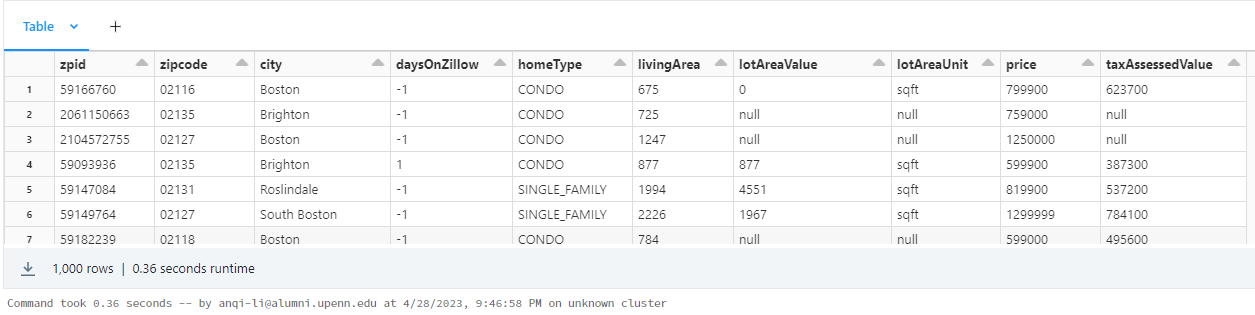 Table +
zpid zipcode city daysOnZillow homeType livingArea lotAreaValue lotAreaUnit price taxAssessedValue
1 59166760 02116 Boston -1 CONDO 675 0 sqft 799900 623700
2 2061150663 02135 Brighton -1 CONDO 725 null null 759000 null
3 2104572755 02127 Boston -1 CONDO 1247 null null 1250000 null
4 59093936 02135 Brighton 1 CONDO 877 877 sqft 599900 387300
5 59147084 02131 Roslindale -1 SINGLE_FAMILY 1994 4551 sqft 819900 537200
6 59149764 02127 South Boston -1 SINGLE_FAMILY 2226 1967 sqft 1299999 784100
7 59182239 02118 Boston -1 CONDO 784 null null 599000 495600
1,000 rows | 0.36 seconds runtime
Command took 0.36 seconds -- by anqi-li@alumni.upenn.edu at 4/28/2023, 9:46:58 PM on unknown cluster